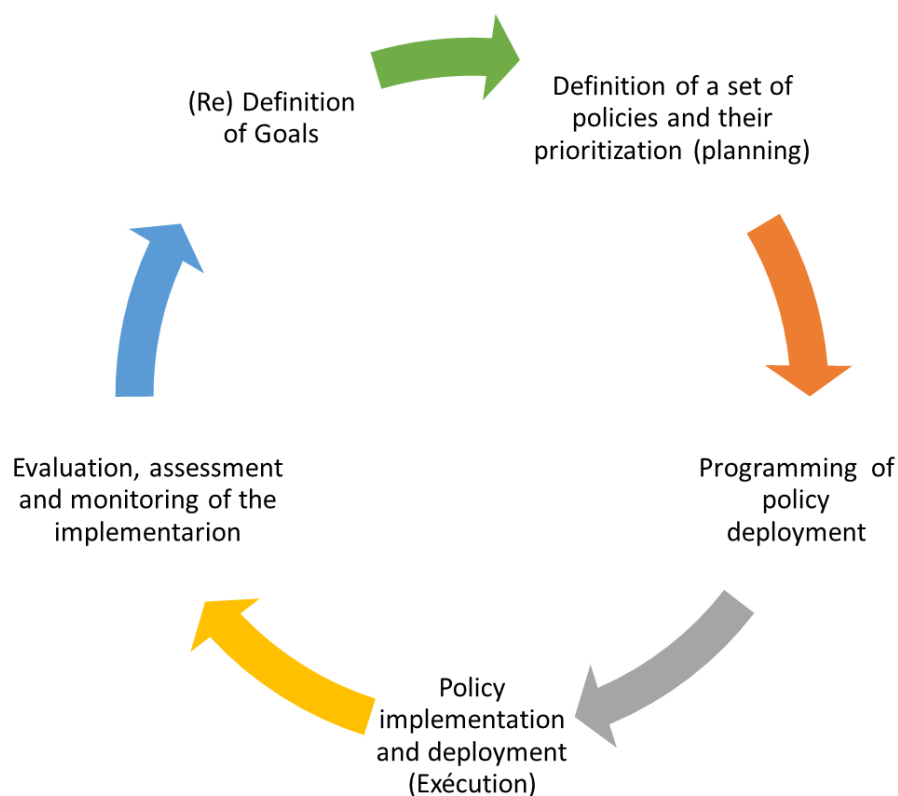 (Re) Definition
of Goals
Definition of a set of
policies and their
prioritization (planning)
Programming of
policy
deployment
Policy
implementation
and deployment
(Exécution)
Evaluation, assessment
and monitoring of the
implementarion